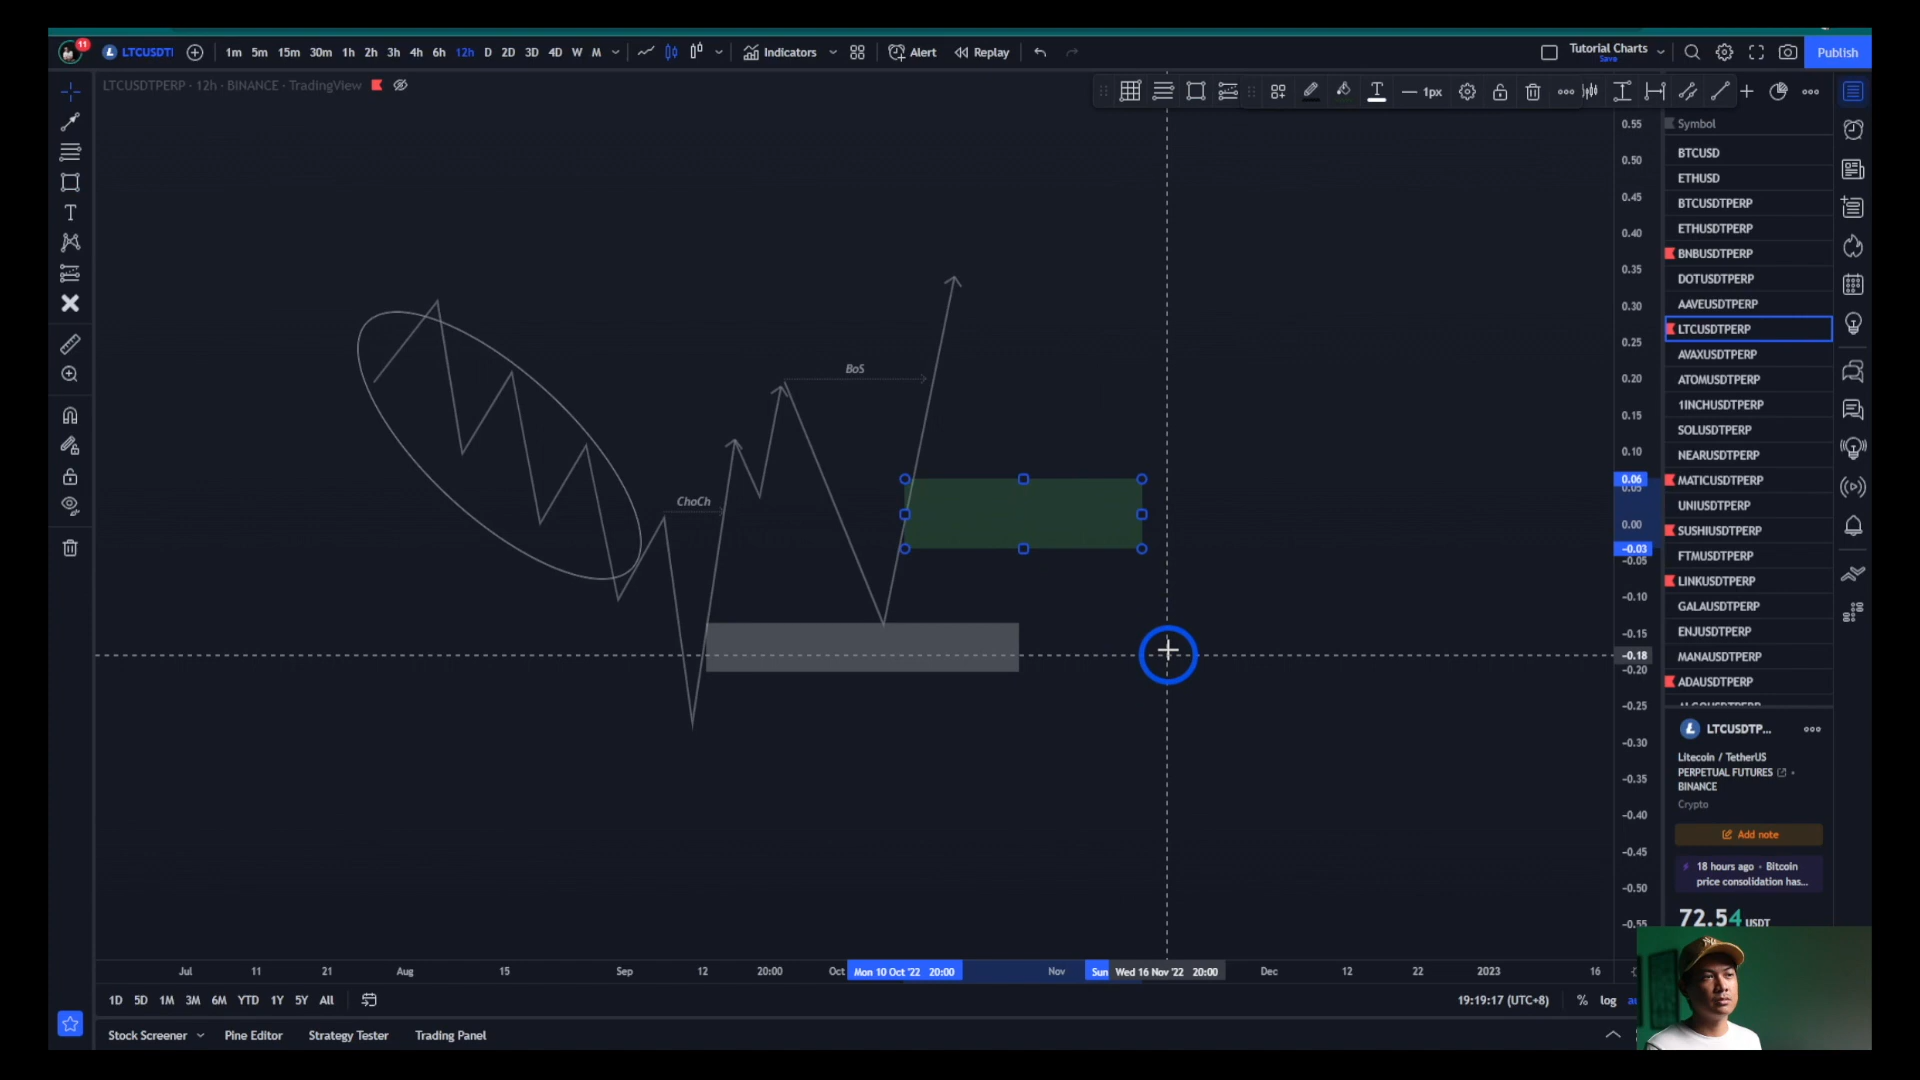 11
LTCUSDT
1m 5m 15m 30m 1h 2h 3h 4h 6h 12h D 2D 3D 4D W M
Indicators
Alert
Replay
Tutorial Charts
Save
Publish
LTCUSDTPERP · 12h · BINANCE · TradingView
1px
Symbol
BTCUSD
ETHUSD
BTCUSDTPERP
ETHUSDTPERP
BNBUSDTPERP
DOTUSDTPERP
AAVEUSDTPERP
LTCUSDTPERP
AVAXUSDTPERP
ATOMUSDTPERP
1INCHUSDTPERP
SOLUSDTPERP
NEARUSDTPERP
MATICUSDTPERP
UNIUSDTPERP
SUSHIUSDTPERP
FTMUSDTPERP
LINKUSDTPERP
GALAUSDTPERP
ENJUSDTPERP
MANAUSDTPERP
ADAUSDTPERP
0.55
0.50
0.45
0.40
0.35
0.30
0.25
0.20
0.15
0.10
0.06
0.05
0.00
-0.03
-0.05
-0.10
-0.15
-0.18
-0.20
-0.25
-0.30
-0.35
-0.40
-0.45
-0.50
-0.55
BoS
ChoCh
LTCUSDTP...
Litecoin / TetherUS
PERPETUAL FUTURES
BINANCE
Crypto
Add note
18 hours ago · Bitcoin
price consolidation has...
72.54 USDT
Jul 11 21 Aug 15 Sep 12 20:00 Oct Mon 10 Oct '22 20:00 Nov Sun Wed 16 Nov '22 20:00 Dec 12 22 2023 16
1D 5D 1M 3M 6M YTD 1Y 5Y All
19:19:17 (UTC+8) % log
Stock Screener Pine Editor Strategy Tester Trading Panel